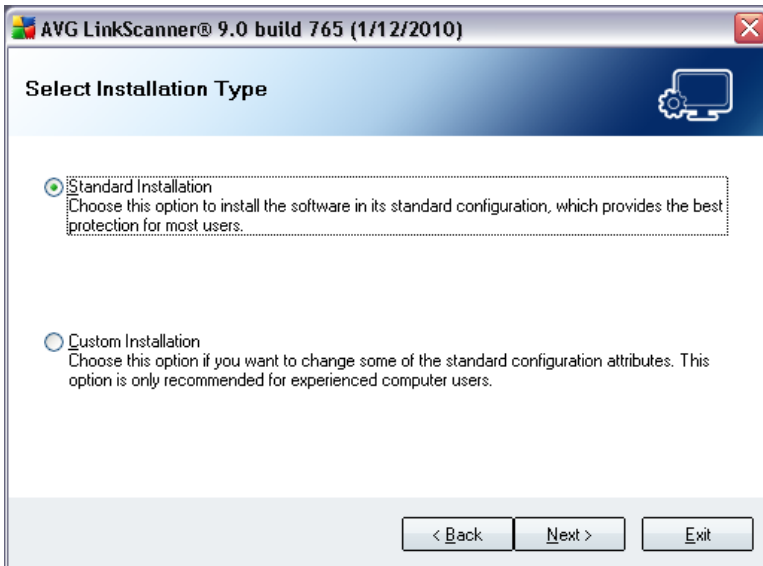 AVG LinkScanner® 9.0 build 765 (1/12/2010)
Select Installation Type
Standard Installation
Choose this option to install the software in its standard configuration, which provides the best
protection for most users.
Custom Installation
Choose this option if you want to change some of the standard configuration attributes. This
option is only recommended for experienced computer users.
< Back
Next >
Exit